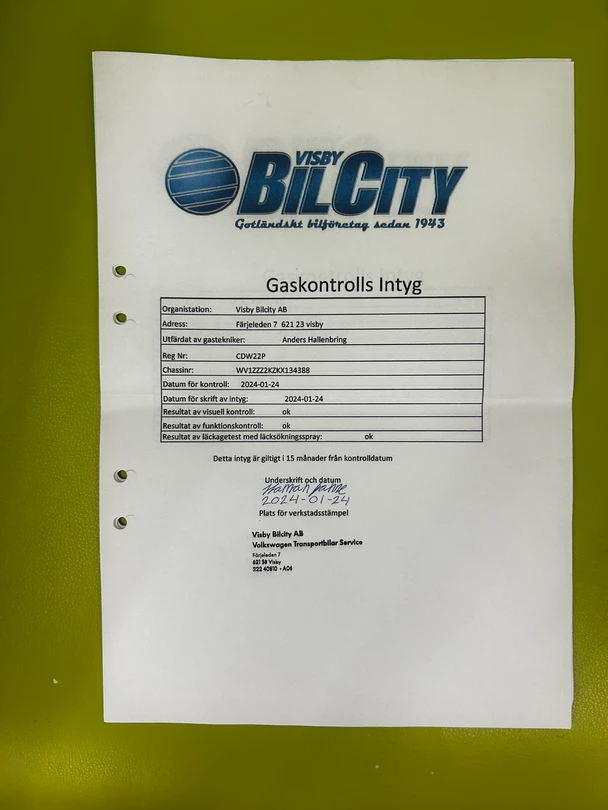 VISBY
BILCITY
Gotländskt bilföretag sedan 1943
Gaskontrolls Intyg
Organistation: Visby Bilcity AB
Adress: Färjeleden 7 621 23 visby
Utfärdat av gastekniker: Anders Hallenbring
Reg Nr: CDW22P
Chassinr: WV1ZZZ2KZKX134388
Datum för kontroll: 2024-01-24
Datum för skrift av intyg: 2024-01-24
Resultat av visuell kontroll: ok
Resultat av funktionskontroll: ok
Resultat av läckagetest med läcksökningsspray: ok
Detta intyg är giltigt i 15 månader från kontrolldatum
Underskrift och datum
2024-01-24
Plats för verkstadsstämpel
Visby Bilcity AB
Volkswagen Transportbilar Service
Färjeleden 7
621 58 Visby
222 40810 - A06